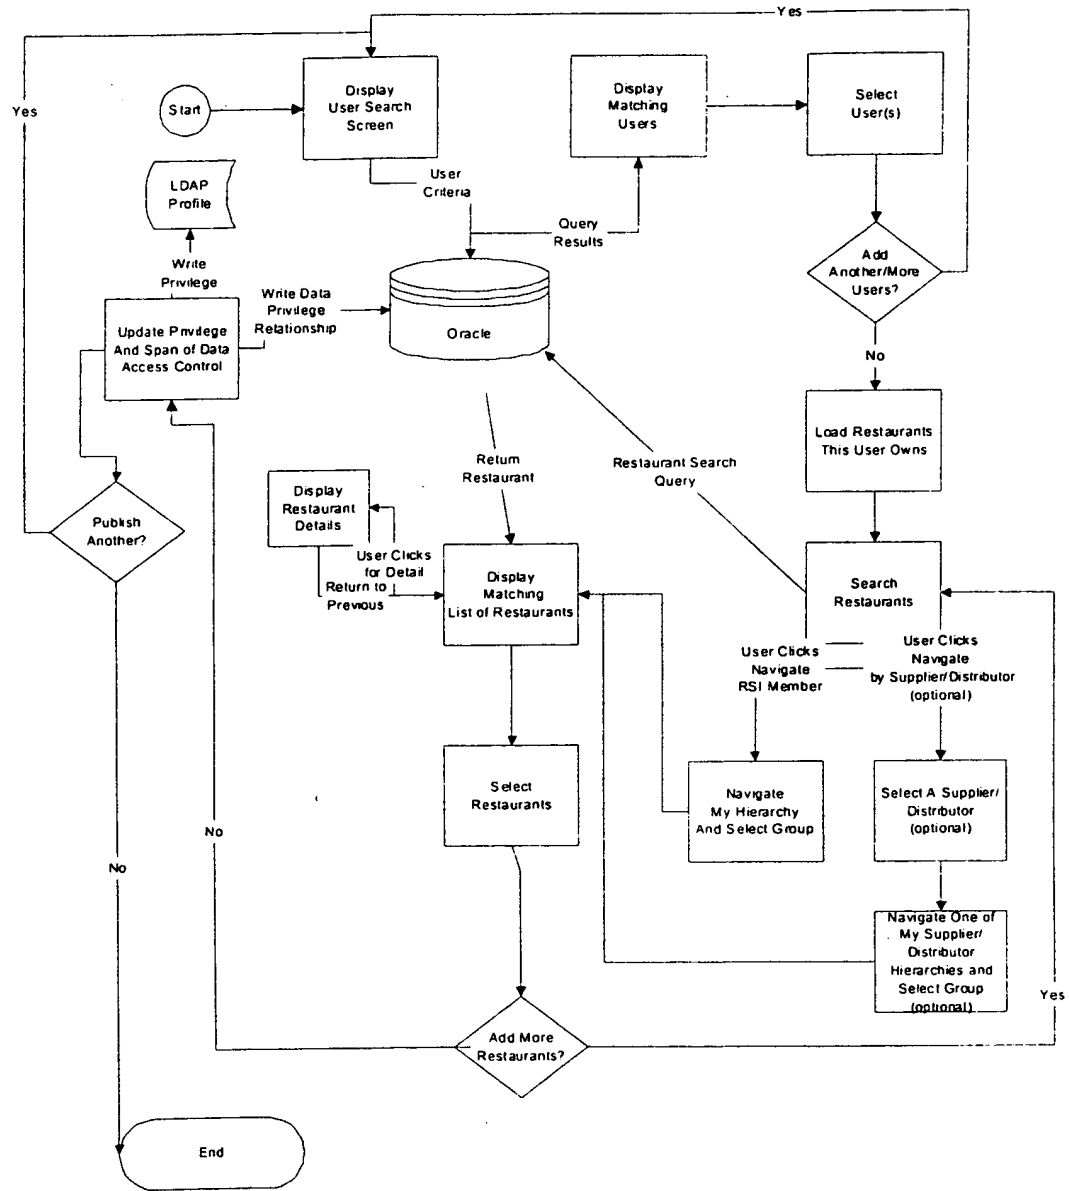 Yes
Yes
Start
Display
User Search
Screen
Display
Matching
Users
Select
User(s)
LDAP
Profile
User
Criteria
Query
Results
Add
Another/More
Users?
Write
Privilege
Write Data
Privilege
Relationship
Oracle
Update Privilege
And Span of Data
Access Control
No
Load Restaurants
This User Owns
Return
Restaurant
Restaurant Search
Query
Display
Restaurant
Details
Publish
Another?
User Clicks
for Detail
Return to
Previous
Display
Matching
List of Restaurants
Search
Restaurants
User Clicks
Navigate
RSI Member
User Clicks
Navigate
by Supplier/Distributor
(optional)
Select
Restaurants
Navigate
My Hierarchy
And Select Group
Select A Supplier/
Distributor
(optional)
No
No
Navigate One of
My Supplier/
Distributor
Hierarchies and
Select Group
(optional)
Yes
Add More
Restaurants?
End